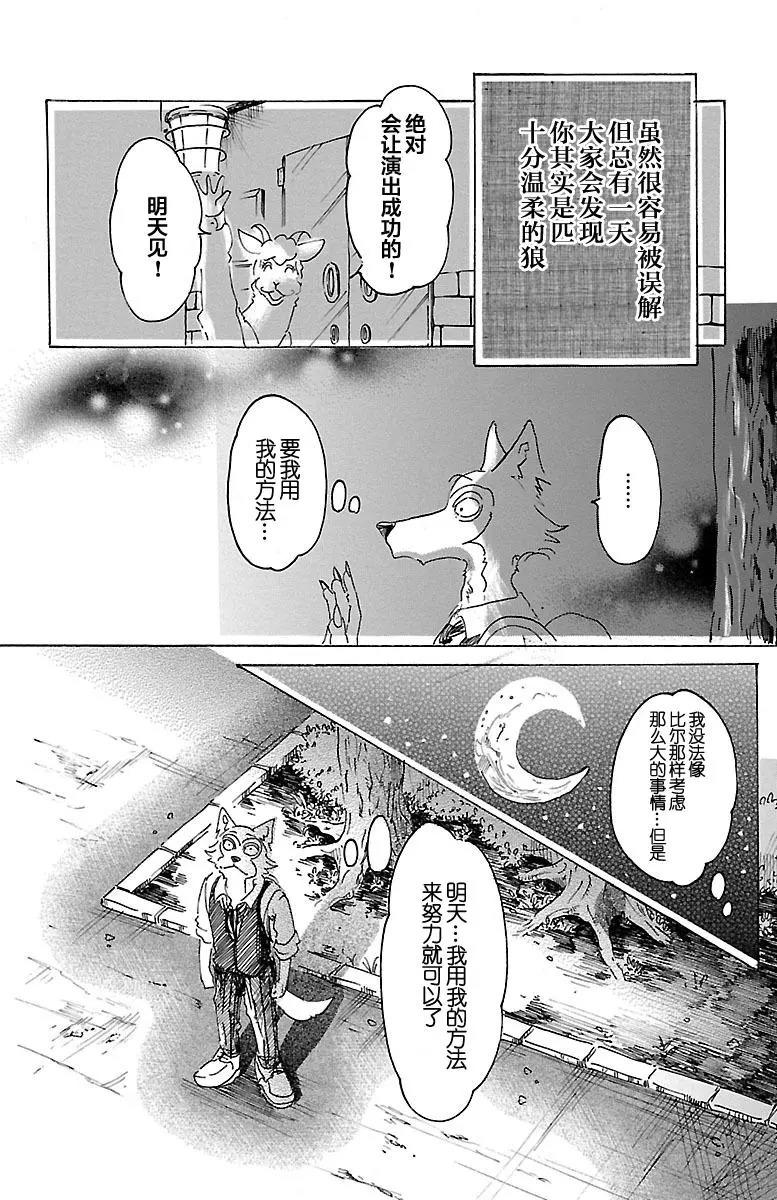 虽然很容易被误解
但总有一天
大家会发现
你其实是匹
十分温柔的狼
绝对
会让演出成功的！
明天见！
……
要我用
我的方法…
我没法像
比尔那样考虑
那么大的事情…但是
明天…我用我的方法
来努力就可以了